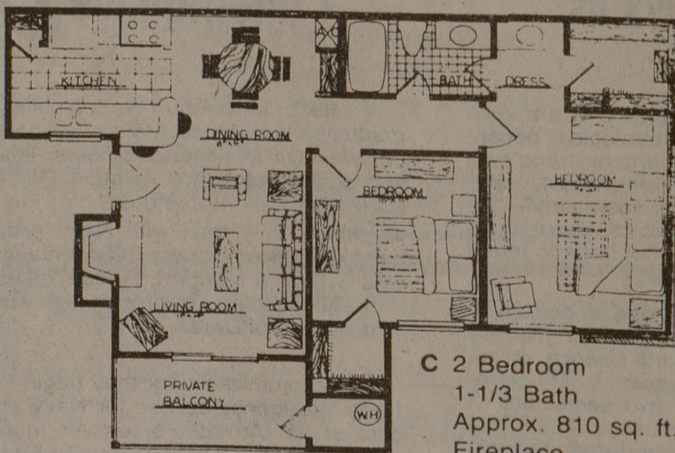 KITCHEN
DINING ROOM
BATH
DRESS
BEDROOM
BEDROOM
LIVING ROOM
PRIVATE
BALCONY
WH
C 2 Bedroom
1-1/3 Bath
Approx. 810 sq. ft.
Fireplace